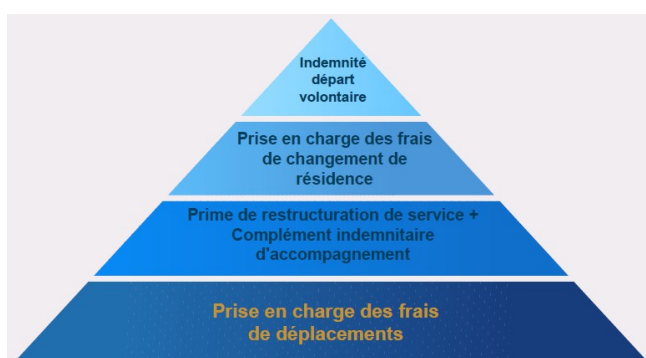 Indemnité
départ
volontaire
Prise en charge des frais
de changement de
résidence
Prime de restructuration de service +
Complément indemnitaire
d'accompagnement
Prise en charge des frais
de déplacements